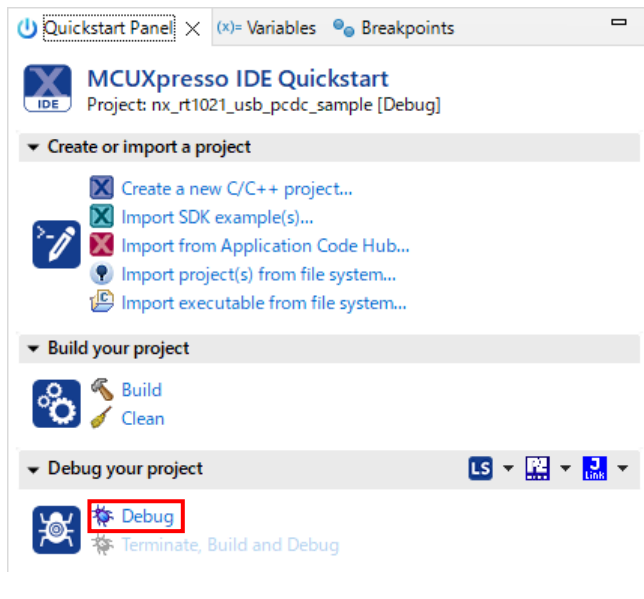 Quickstart Panel (x)= Variables Breakpoints
MCUXpresso IDE Quickstart
IDE
Project: nx_rt1021_usb_pcdc_sample [Debug]
Create or import a project
Create a new C/C++ project...
Import SDK example(s)...
Import from Application Code Hub...
Import project(s) from file system...
Import executable from file system...
Build your project
Build
Clean
Debug your project LS PE J Link
Debug
Terminate, Build and Debug